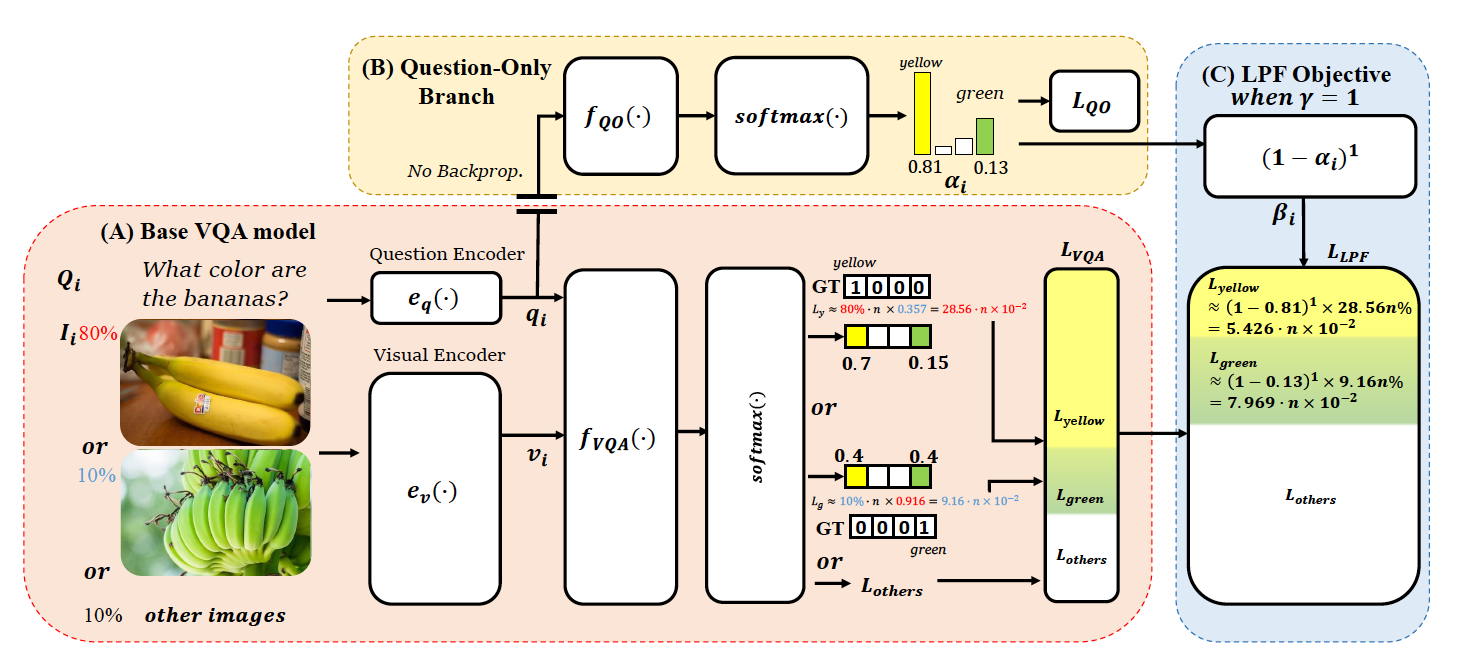 (B) Question-Only
Branch
f_QO(·)
softmax(·)
yellow
green
0.81
0.13
α_i
L_QO
No Backprop.
(C) LPF Objective
when γ = 1
(1 − α_i)^1
β_i
L_LPF
L_yellow
≈ (1 − 0.81)^1 × 28.56n%
= 5.426 · n × 10^−2
L_green
≈ (1 − 0.13)^1 × 9.16n%
= 7.969 · n × 10^−2
L_others
(A) Base VQA model
Q_i
What color are
the bananas?
I_i 80%
or
10%
or
10% other images
Question Encoder
e_q(·)
q_i
Visual Encoder
e_v(·)
v_i
f_VQA(·)
softmax(·)
yellow
GT 1 0 0 0
L_y ≈ 80% · n × 0.357 = 28.56 · n × 10^−2
0.7 0.15
or
0.4 0.4
L_g ≈ 10% · n × 0.916 = 9.16 · n × 10^−2
GT 0 0 0 1
green
or
L_others
L_VQA
L_yellow
L_green
L_others